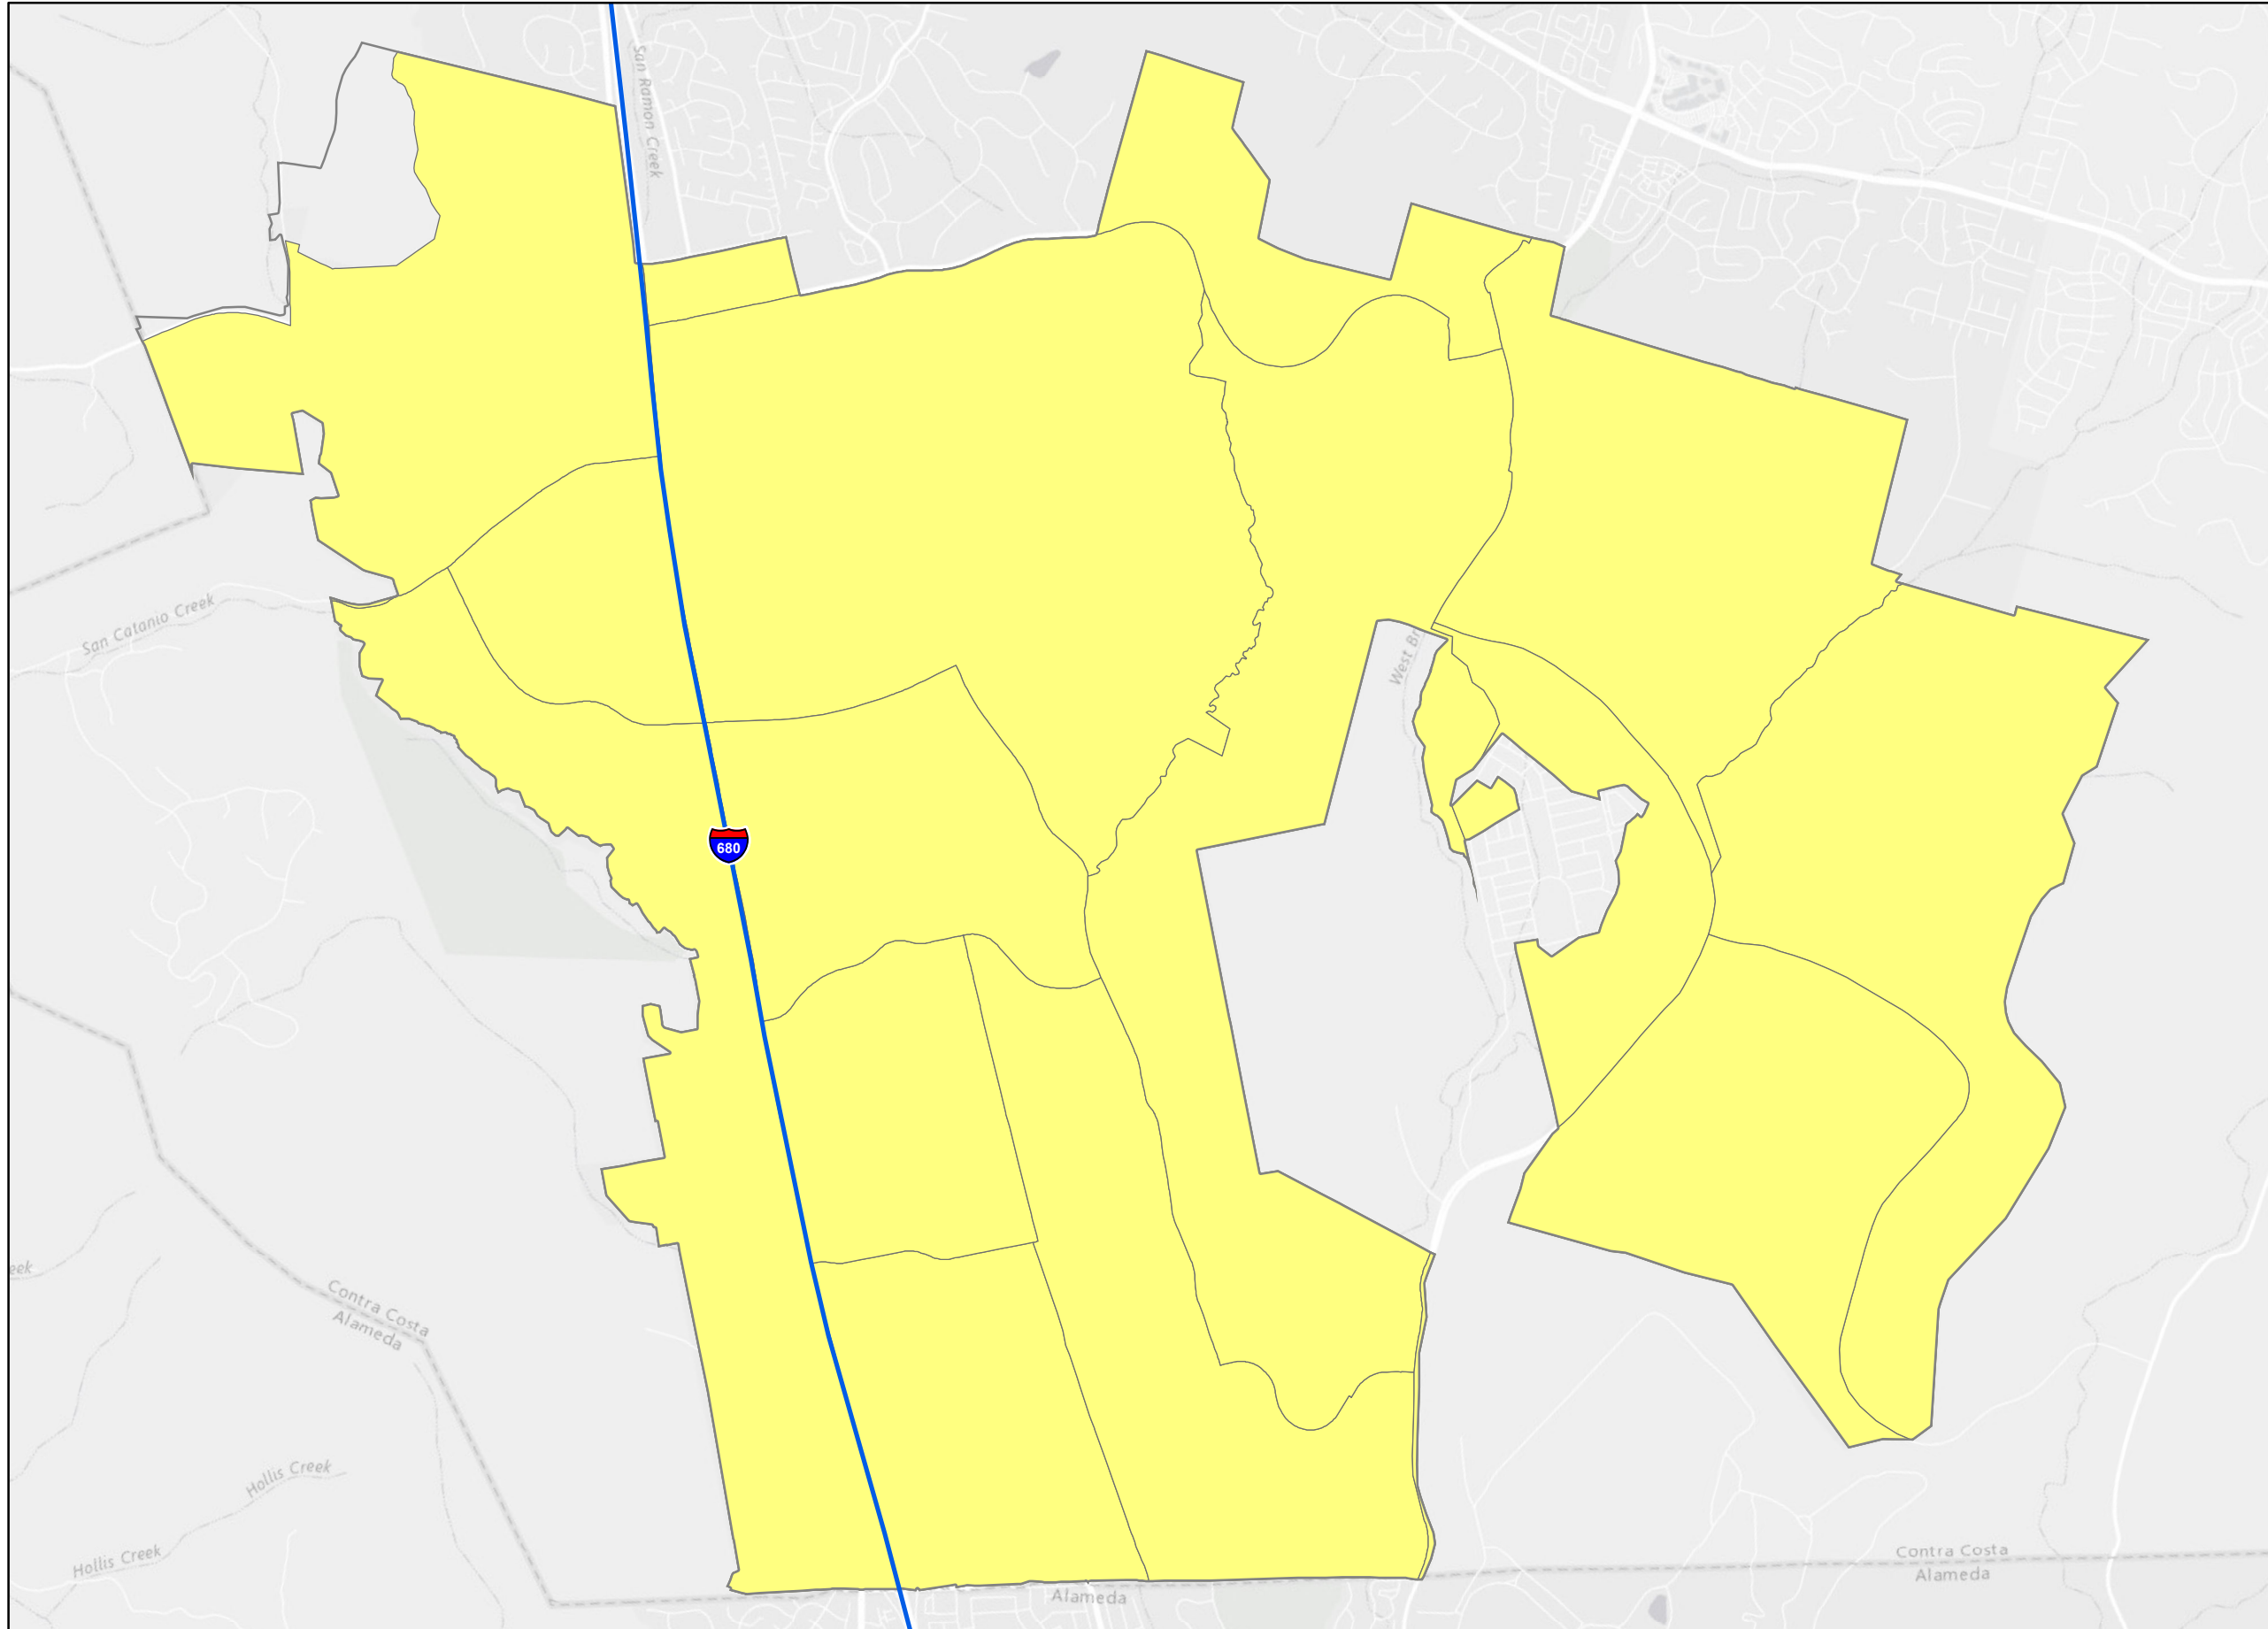 San Ramon Creek
San Catanio Creek
West Br
680
eek
Contra Costa
Alameda
Hollis Creek
Hollis Creek
Contra Costa
Alameda
Alameda